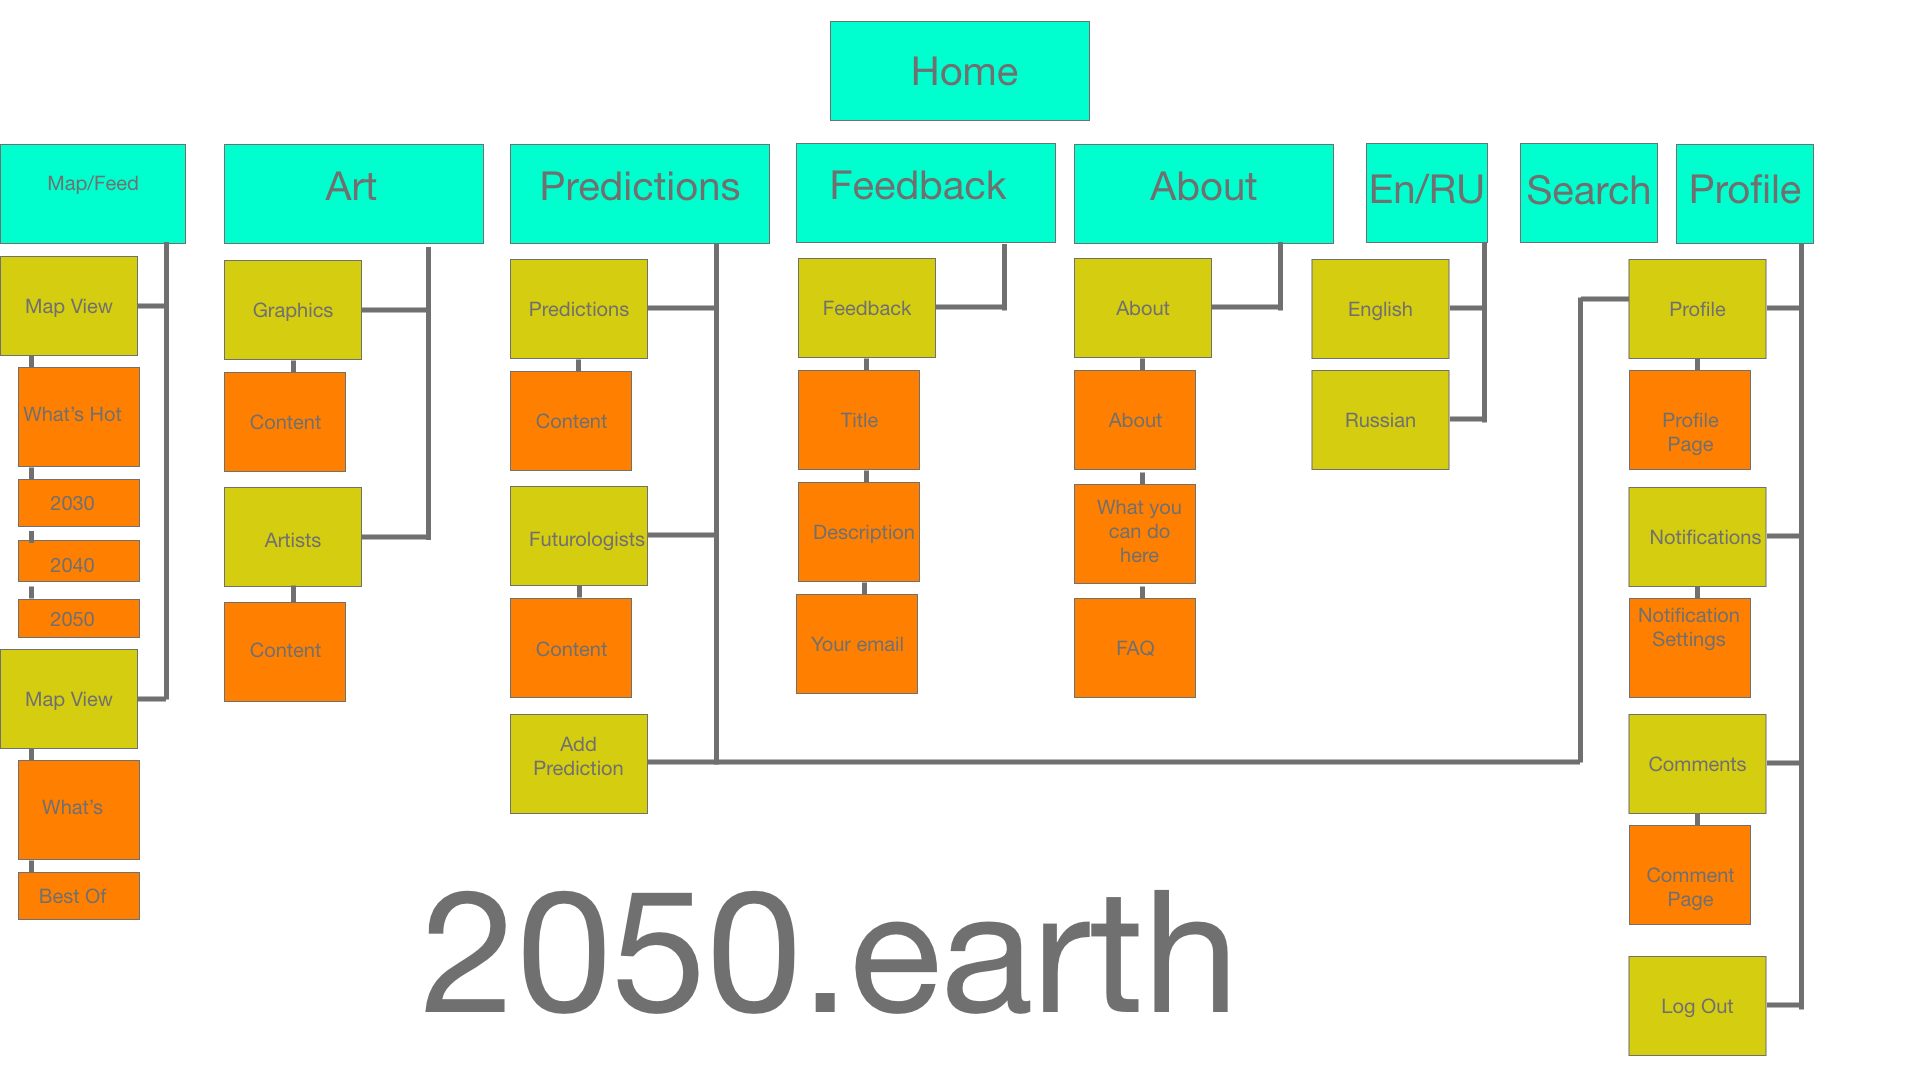 Home
Map/Feed
Art
Predictions
Feedback
About
En/RU
Search
Profile
Map View
What's Hot
2030
2040
2050
Map View
What's
Best Of
Graphics
Content
Artists
Content
Predictions
Content
Futurologists
Content
Add
Prediction
Feedback
Title
Description
Your email
About
About
What you
can do
here
FAQ
English
Russian
Profile
Profile
Page
Notifications
Notification
Settings
Comments
Comment
Page
Log Out
2050.earth